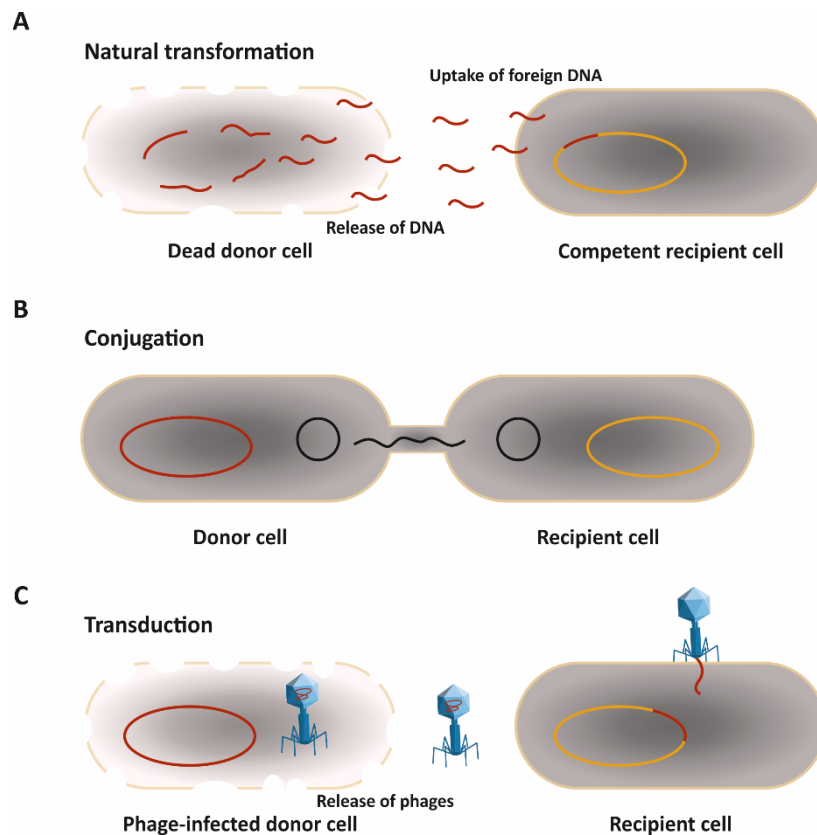 A
Natural transformation
Uptake of foreign DNA
Release of DNA
Dead donor cell
Competent recipient cell
B
Conjugation
Donor cell
Recipient cell
C
Transduction
Release of phages
Phage-infected donor cell
Recipient cell